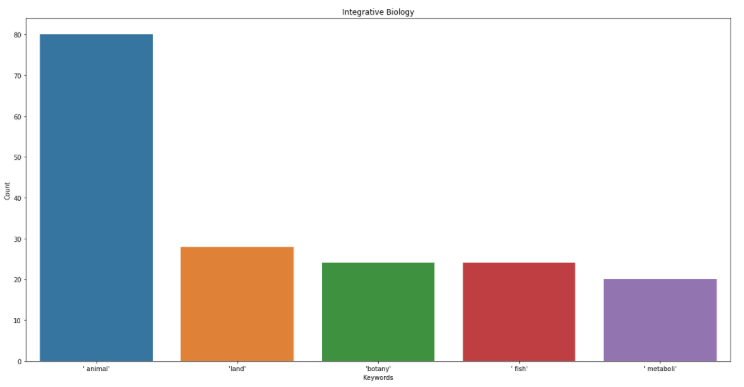 Integrative Biology
80
70
60
50
40
30
20
10
0
Count
' animal' 'land' 'botany' ' fish' ' metaboli'
Keywords